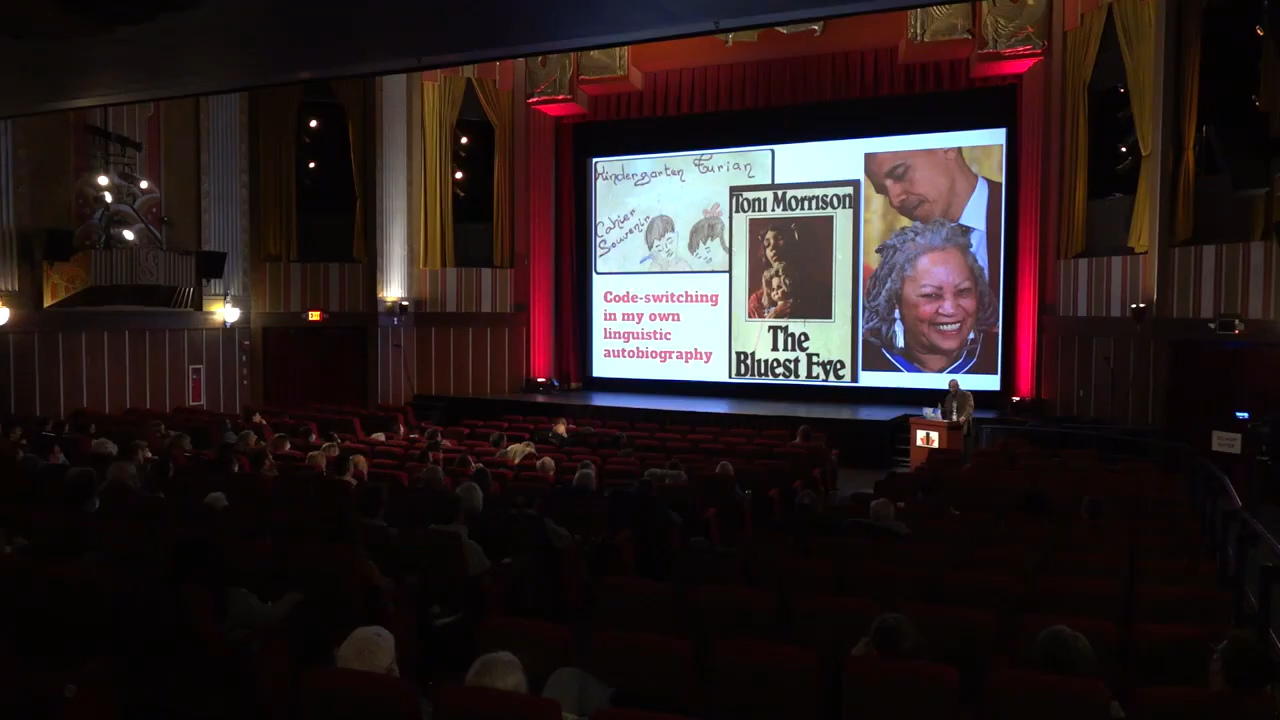 Kindergarten Turian
Cahier
Souvenir
Code-switching
in my own
linguistic
autobiography
Toni Morrison
The
Bluest Eye